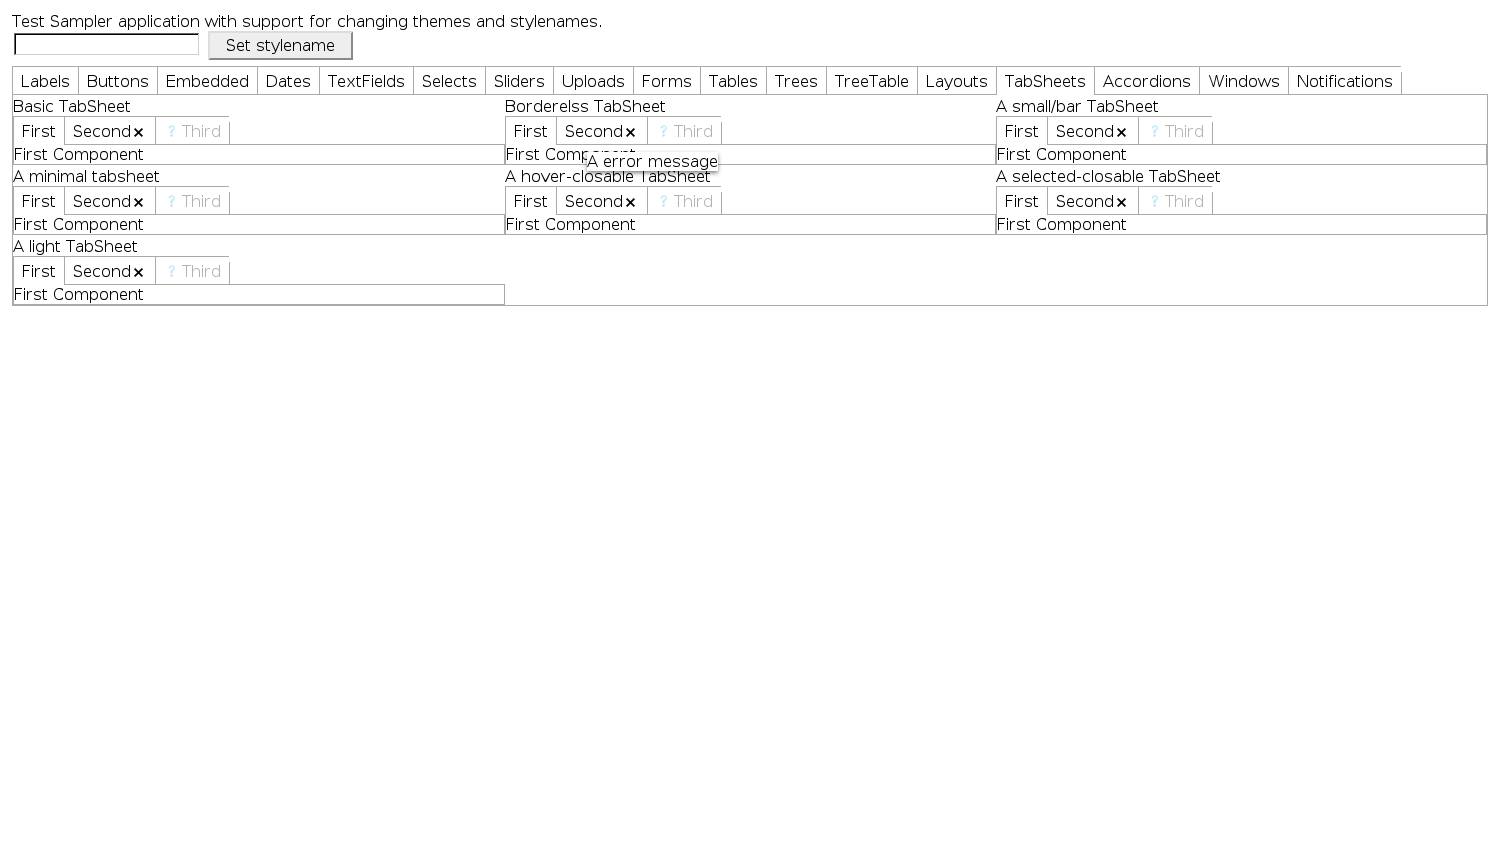 Test Sampler application with support for changing themes and stylenames.
Set stylename
Labels Buttons Embedded Dates TextFields Selects Sliders Uploads Forms Tables Trees TreeTable Layouts TabSheets Accordions Windows Notifications
Basic TabSheet Borderelss TabSheet A small/bar TabSheet
First Second× ? Third First Second× ? Third First Second× ? Third
First Component First Component First Component
A error message
A minimal tabsheet A hover-closable TabSheet A selected-closable TabSheet
First Second× ? Third First Second× ? Third First Second× ? Third
First Component First Component First Component
A light TabSheet
First Second× ? Third
First Component